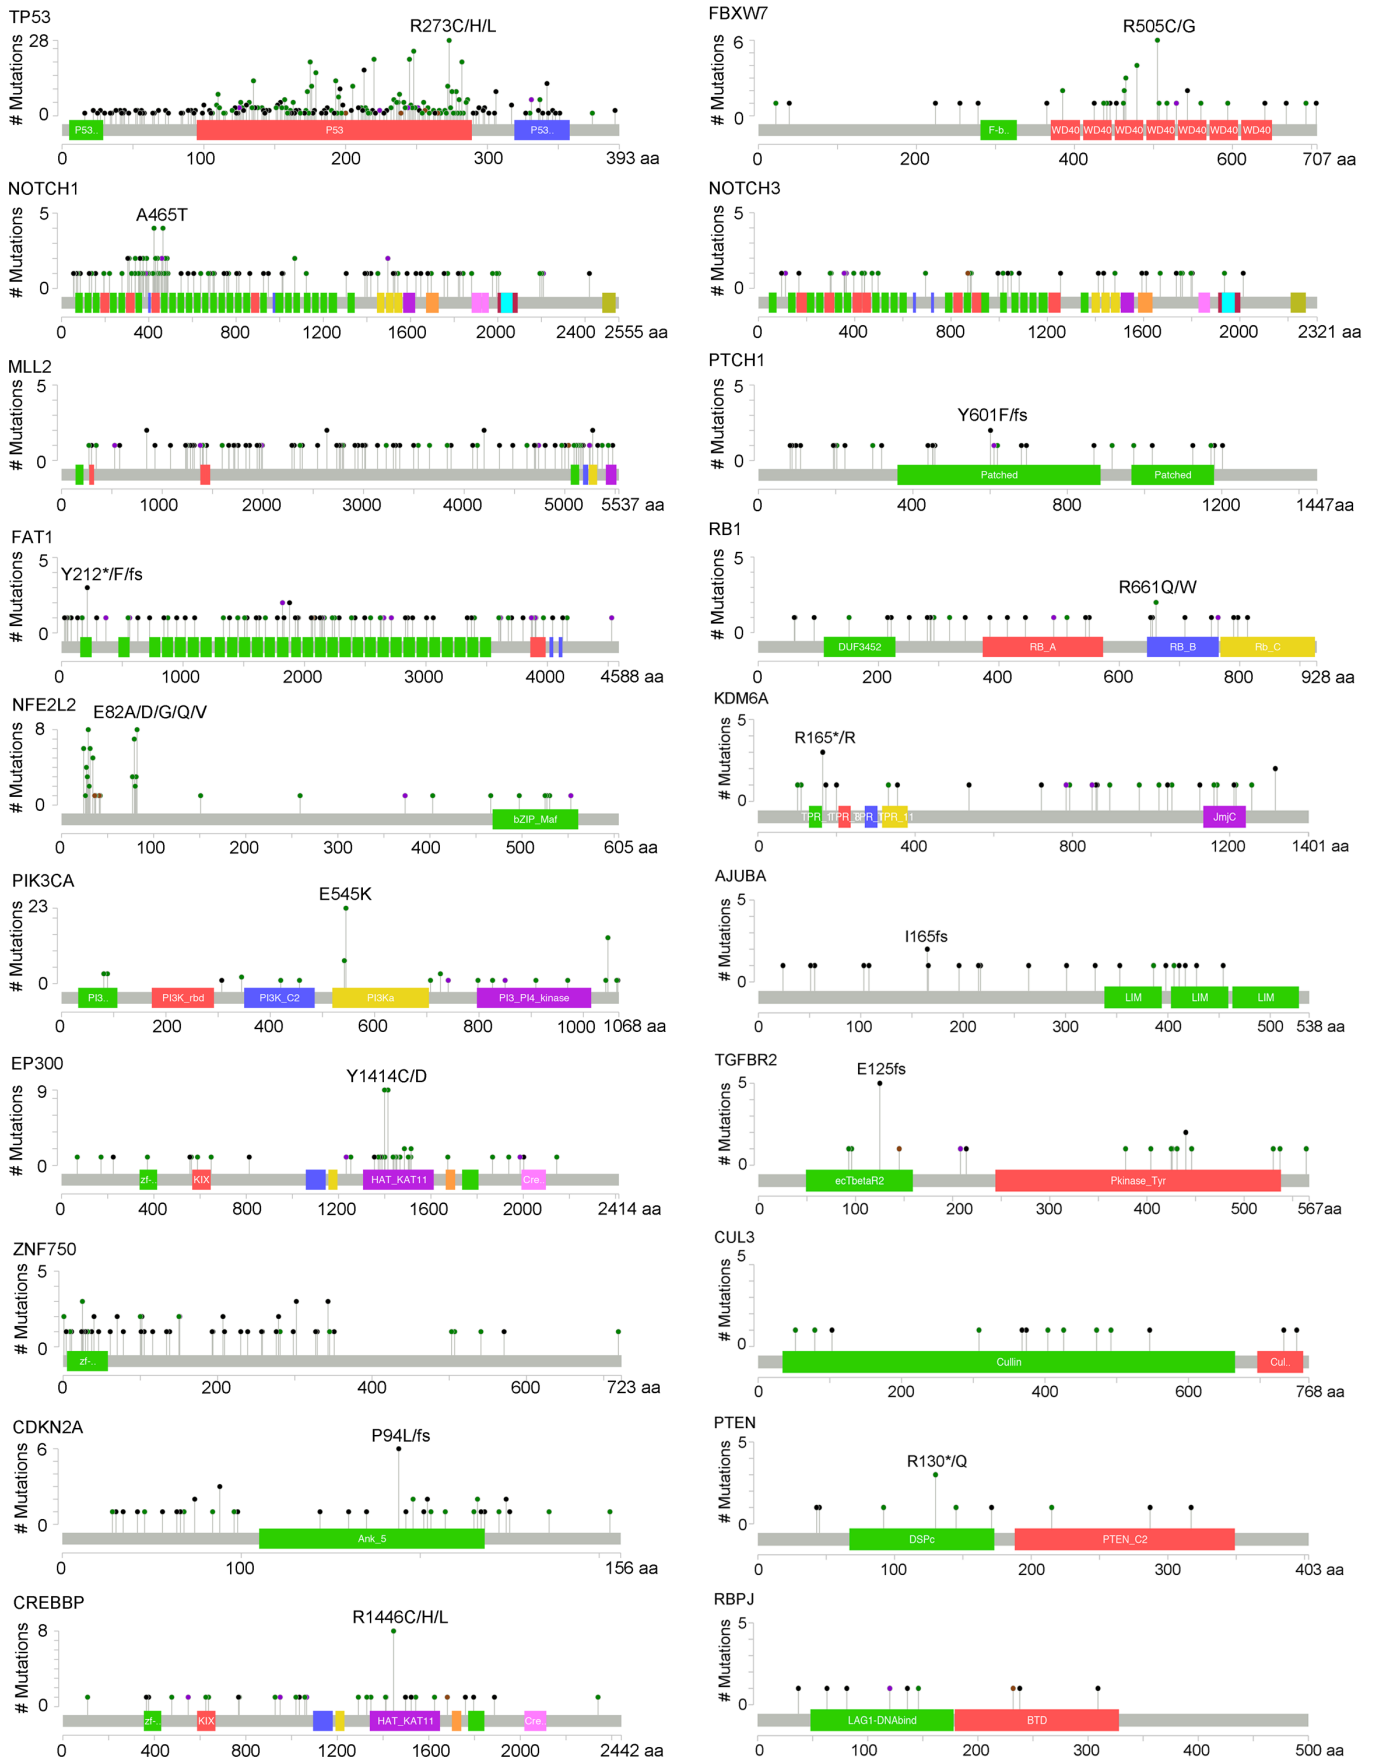 TP53
R273C/H/L
# Mutations
28
0
P53..
P53
P53..
0 100 200 300 393 aa
FBXW7
R505C/G
# Mutations
6
0
F-b..
WD40 WD40 WD40 WD40 WD40 WD40 WD40
0 200 400 600 707 aa
NOTCH1
A465T
# Mutations
5
0
0 400 800 1200 1600 2000 2400 2555 aa
NOTCH3
# Mutations
5
0
0 400 800 1200 1600 2000 2321 aa
MLL2
# Mutations
5
0
0 1000 2000 3000 4000 5000 5537 aa
PTCH1
Y601F/fs
# Mutations
5
0
Patched Patched
0 400 800 1200 1447aa
FAT1
Y212*/F/fs
# Mutations
5
0
0 1000 2000 3000 4000 4588 aa
RB1
R661Q/W
# Mutations
5
0
DUF3452 RB_A RB_B Rb_C
0 200 400 600 800 928 aa
NFE2L2
E82A/D/G/Q/V
# Mutations
8
0
bZIP_Maf
0 100 200 300 400 500 605 aa
KDM6A
R165*/R
# Mutations
5
0
TPR_11 JmjC
0 400 800 1200 1401 aa
PIK3CA
E545K
# Mutations
23
0
PI3.. PI3K_rbd PI3K_C2 PI3Ka PI3_PI4_kinase
0 200 400 600 800 1000 1068 aa
AJUBA
I165fs
# Mutations
5
0
LIM LIM LIM
0 100 200 300 400 500 538 aa
EP300
Y1414C/D
# Mutations
9
0
zf-.. KIX HAT_KAT11 Cre..
0 400 800 1200 1600 2000 2414 aa
TGFBR2
E125fs
# Mutations
5
0
ecTbetaR2 Pkinase_Tyr
0 100 200 300 400 500 567aa
ZNF750
# Mutations
5
0
zf-..
0 200 400 600 723 aa
CUL3
# Mutations
5
0
Cullin Cul..
0 200 400 600 768 aa
CDKN2A
P94L/fs
# Mutations
6
0
Ank_5
0 100 156 aa
PTEN
R130*/Q
# Mutations
5
0
DSPc PTEN_C2
0 100 200 300 403 aa
CREBBP
R1446C/H/L
# Mutations
8
0
zf-.. KIX HAT_KAT11 Cre..
0 400 800 1200 1600 2000 2442 aa
RBPJ
# Mutations
5
0
LAG1-DNAbind BTD
0 100 200 300 400 500 aa